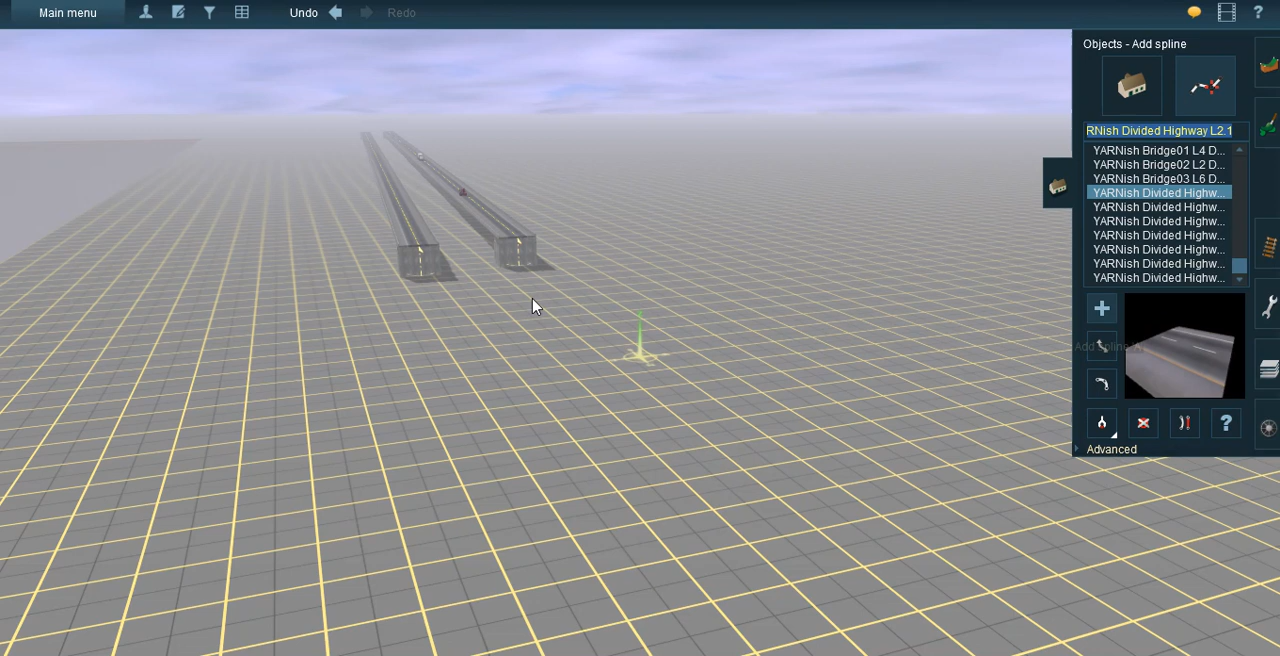 Main menu
Undo
Redo
?
Objects - Add spline
RNish Divided Highway L2.1
YARNish Bridge01 L4 D...
YARNish Bridge02 L2 D...
YARNish Bridge03 L6 D...
YARNish Divided Highw...
YARNish Divided Highw...
YARNish Divided Highw...
YARNish Divided Highw...
YARNish Divided Highw...
YARNish Divided Highw...
YARNish Divided Highw...
Add Spline
?
Advanced